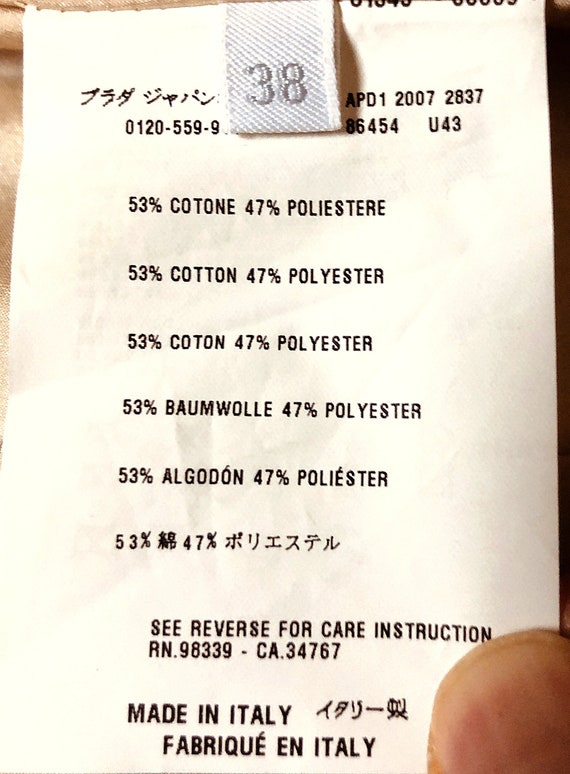 38
プラダ ジャパン APD1 2007 2837
0120-559-9 86454 U43
53% COTONE 47% POLIESTERE
53% COTTON 47% POLYESTER
53% COTON 47% POLYESTER
53% BAUMWOLLE 47% POLYESTER
53% ALGODÓN 47% POLIÉSTER
53% 綿 47% ポリエステル
SEE REVERSE FOR CARE INSTRUCTION
RN.98339 - CA.34767
MADE IN ITALY イタリー製
FABRIQUÉ EN ITALY